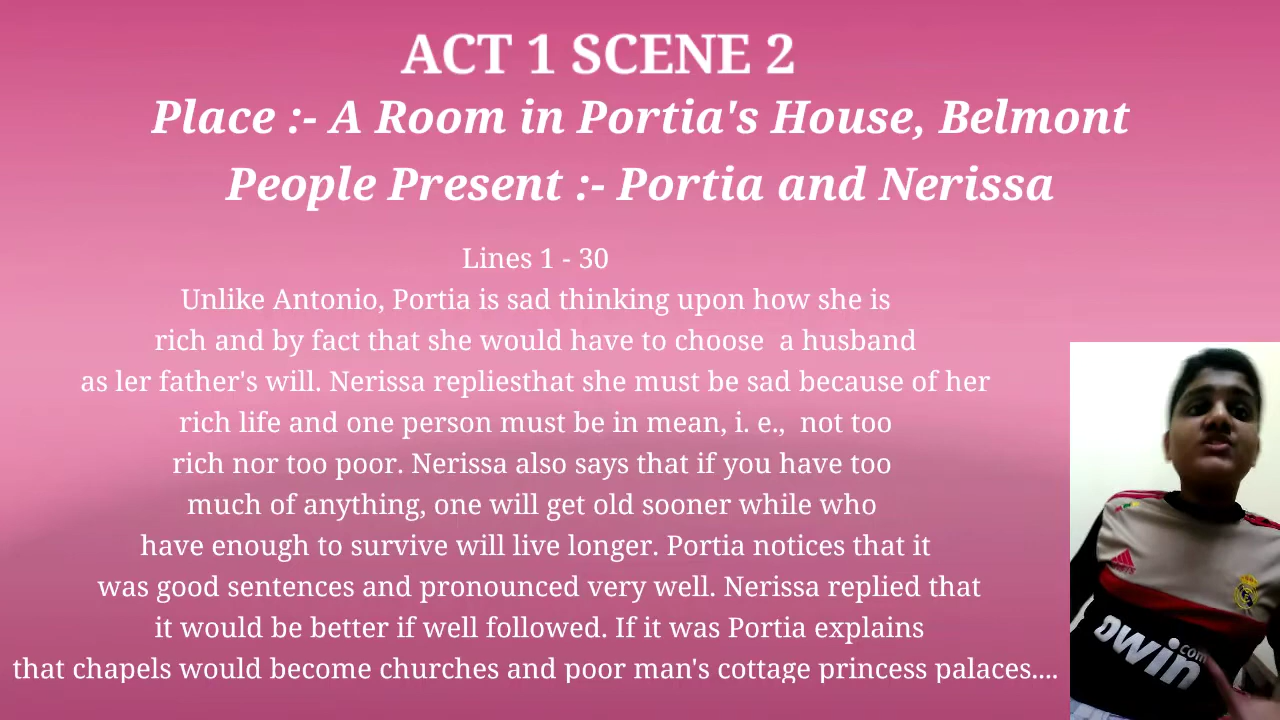 ACT 1 SCENE 2
Place :- A Room in Portia's House, Belmont
People Present :- Portia and Nerissa
Lines 1 - 30
Unlike Antonio, Portia is sad thinking upon how she is
rich and by fact that she would have to choose  a husband
as ler father's will. Nerissa repliesthat she must be sad because of her
rich life and one person must be in mean, i. e.,  not too
rich nor too poor. Nerissa also says that if you have too
much of anything, one will get old sooner while who
have enough to survive will live longer. Portia notices that it
was good sentences and pronounced very well. Nerissa replied that
it would be better if well followed. If it was Portia explains
that chapels would become churches and poor man's cottage princess palaces....
bwin
.com